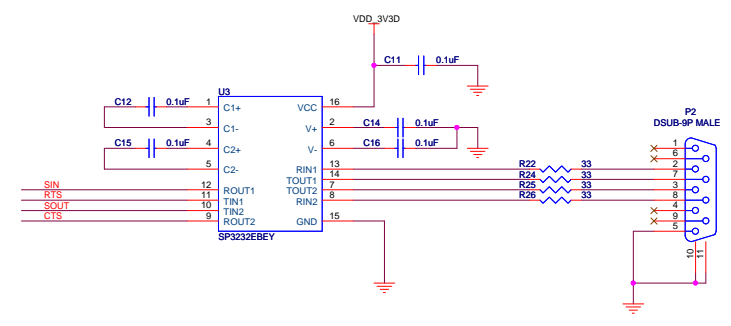 VDD_3V3D
C11 0.1uF
U3
C12 0.1uF 1 C1+ VCC 16
3 C1- V+ 2 C14 0.1uF
C15 0.1uF 4 C2+ V- 6 C16 0.1uF
5 C2-
RIN1 13 R22 33
TOUT1 14 R24 33
SIN 12 ROUT1 TOUT2 7 R25 33
RTS 11 TIN1 RIN2 8 R26 33
SOUT 10 TIN2
CTS 9 ROUT2 GND 15
SP3232EBEY
P2
DSUB-9P MALE
1
6
2
7
3
8
4
9
5
10
11